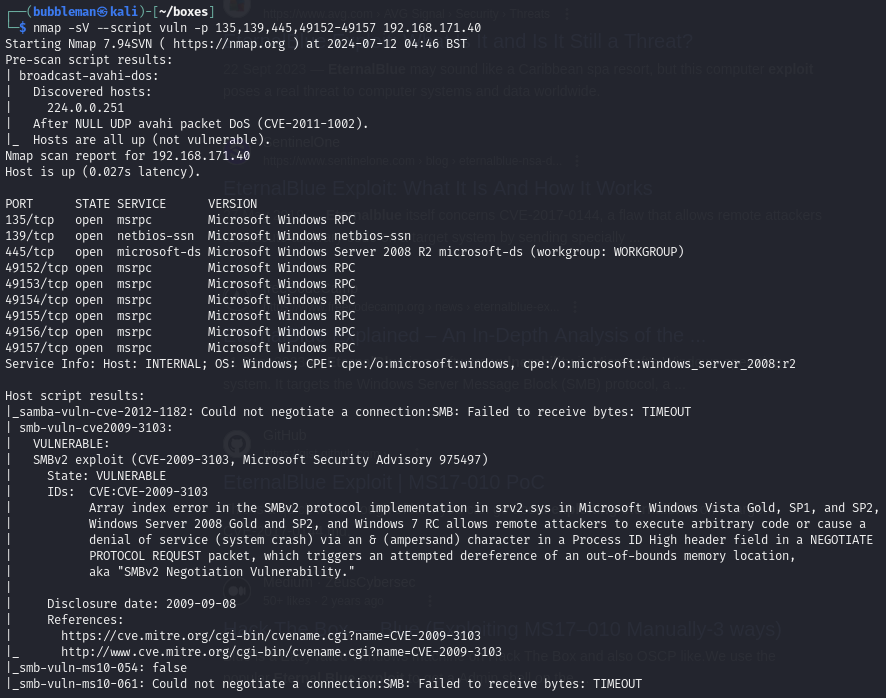 ┌──(bubbleman㉿kali)-[~/boxes]
└─$ nmap -sV --script vuln -p 135,139,445,49152-49157 192.168.171.40
Starting Nmap 7.94SVN ( https://nmap.org ) at 2024-07-12 04:46 BST
Pre-scan script results:
| broadcast-avahi-dos:
|   Discovered hosts:
|     224.0.0.251
|   After NULL UDP avahi packet DoS (CVE-2011-1002).
|_  Hosts are all up (not vulnerable).
Nmap scan report for 192.168.171.40
Host is up (0.027s latency).

PORT      STATE SERVICE      VERSION
135/tcp   open  msrpc        Microsoft Windows RPC
139/tcp   open  netbios-ssn  Microsoft Windows netbios-ssn
445/tcp   open  microsoft-ds Microsoft Windows Server 2008 R2 microsoft-ds (workgroup: WORKGROUP)
49152/tcp open  msrpc        Microsoft Windows RPC
49153/tcp open  msrpc        Microsoft Windows RPC
49154/tcp open  msrpc        Microsoft Windows RPC
49155/tcp open  msrpc        Microsoft Windows RPC
49156/tcp open  msrpc        Microsoft Windows RPC
49157/tcp open  msrpc        Microsoft Windows RPC
Service Info: Host: INTERNAL; OS: Windows; CPE: cpe:/o:microsoft:windows, cpe:/o:microsoft:windows_server_2008:r2

Host script results:
|_samba-vuln-cve-2012-1182: Could not negotiate a connection:SMB: Failed to receive bytes: TIMEOUT
| smb-vuln-cve2009-3103:
|   VULNERABLE:
|   SMBv2 exploit (CVE-2009-3103, Microsoft Security Advisory 975497)
|     State: VULNERABLE
|     IDs:  CVE:CVE-2009-3103
|           Array index error in the SMBv2 protocol implementation in srv2.sys in Microsoft Windows Vista Gold, SP1, and SP2,
|           Windows Server 2008 Gold and SP2, and Windows 7 RC allows remote attackers to execute arbitrary code or cause a
|           denial of service (system crash) via an & (ampersand) character in a Process ID High header field in a NEGOTIATE
|           PROTOCOL REQUEST packet, which triggers an attempted dereference of an out-of-bounds memory location,
|           aka "SMBv2 Negotiation Vulnerability."
|
|     Disclosure date: 2009-09-08
|     References:
|       https://cve.mitre.org/cgi-bin/cvename.cgi?name=CVE-2009-3103
|_      http://www.cve.mitre.org/cgi-bin/cvename.cgi?name=CVE-2009-3103
|_smb-vuln-ms10-054: false
|_smb-vuln-ms10-061: Could not negotiate a connection:SMB: Failed to receive bytes: TIMEOUT